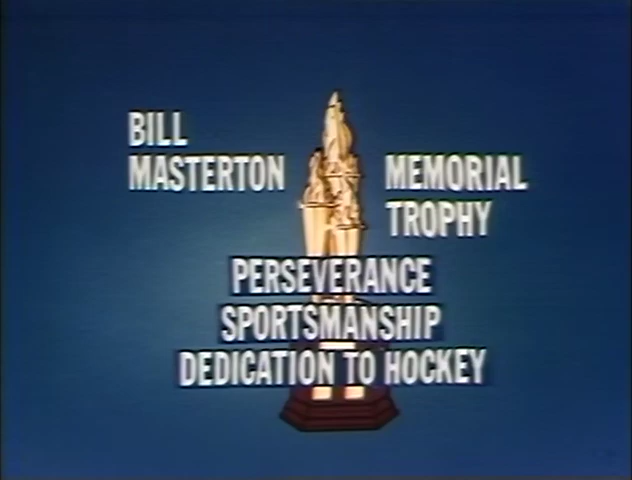 BILL
MASTERTON
MEMORIAL
TROPHY
PERSEVERANCE
SPORTSMANSHIP
DEDICATION TO HOCKEY